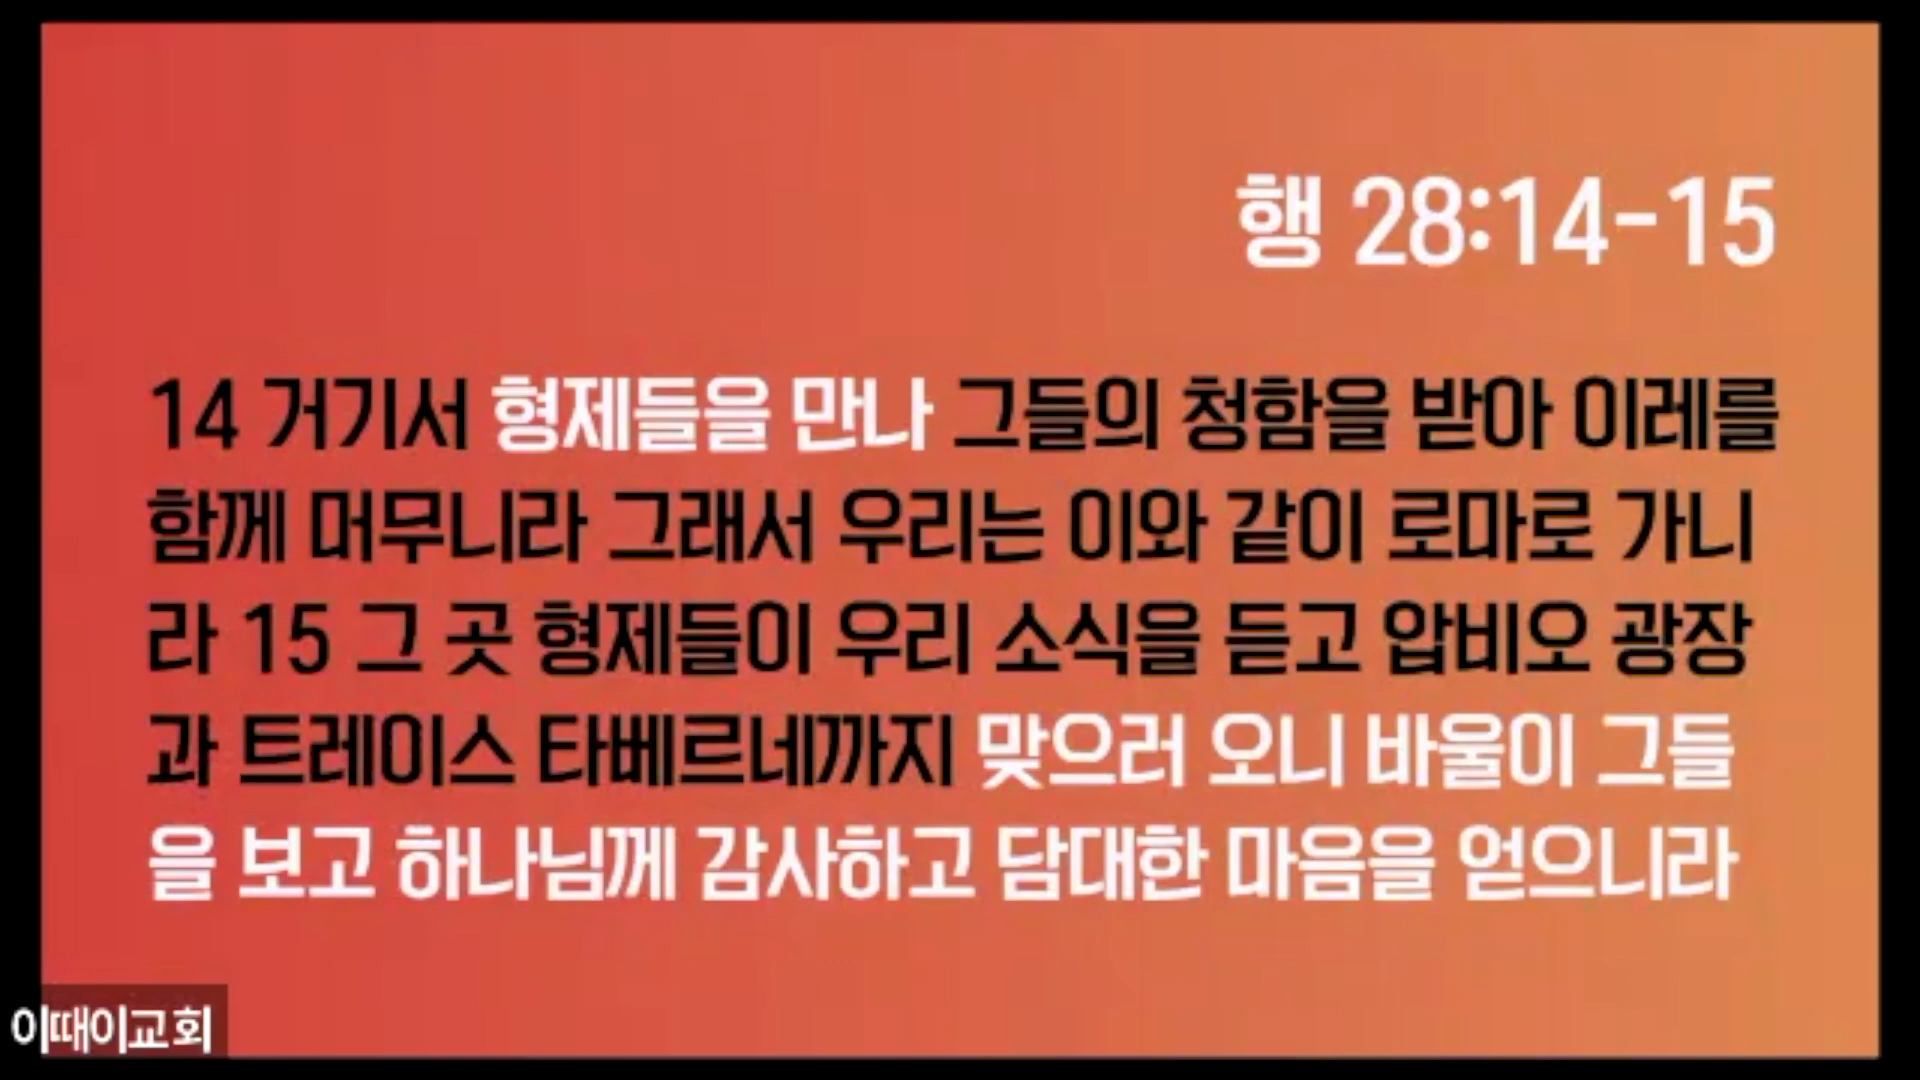 행 28:14-15
14 거기서 형제들을 만나 그들의 청함을 받아 이레를
함께 머무니라 그래서 우리는 이와 같이 로마로 가니
라 15 그 곳 형제들이 우리 소식을 듣고 압비오 광장
과 트레이스 타베르네까지 맞으러 오니 바울이 그들
을 보고 하나님께 감사하고 담대한 마음을 얻으니라
이때이교회